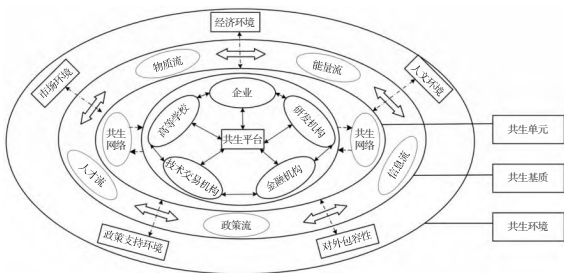 经济环境
物质流
能量流
市场环境
人文环境
企业
高等学校
研发机构
共生网络
共生平台
共生网络
共生单元
技术交易机构
金融机构
人才流
信息流
共生基质
政策流
政策支持环境
对外包容性
共生环境